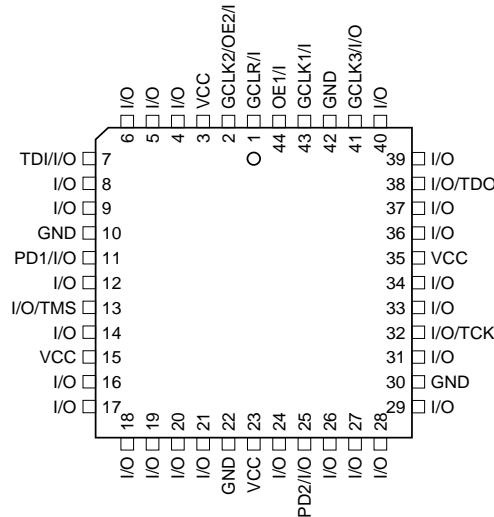 I/O
I/O
I/O
VCC
GCLK2/OE2/I
GCLR/I
OE1/I
GCLK1/I
GND
GCLK3/I/O
I/O
6
5
4
3
2
1
44
43
42
41
40
TDI/I/O 7
I/O 8
I/O 9
GND 10
PD1/I/O 11
I/O 12
I/O/TMS 13
I/O 14
VCC 15
I/O 16
I/O 17
39 I/O
38 I/O/TDO
37 I/O
36 I/O
35 VCC
34 I/O
33 I/O
32 I/O/TCK
31 I/O
30 GND
29 I/O
18
19
20
21
22
23
24
25
26
27
28
I/O
I/O
I/O
I/O
GND
VCC
I/O
PD2/I/O
I/O
I/O
I/O